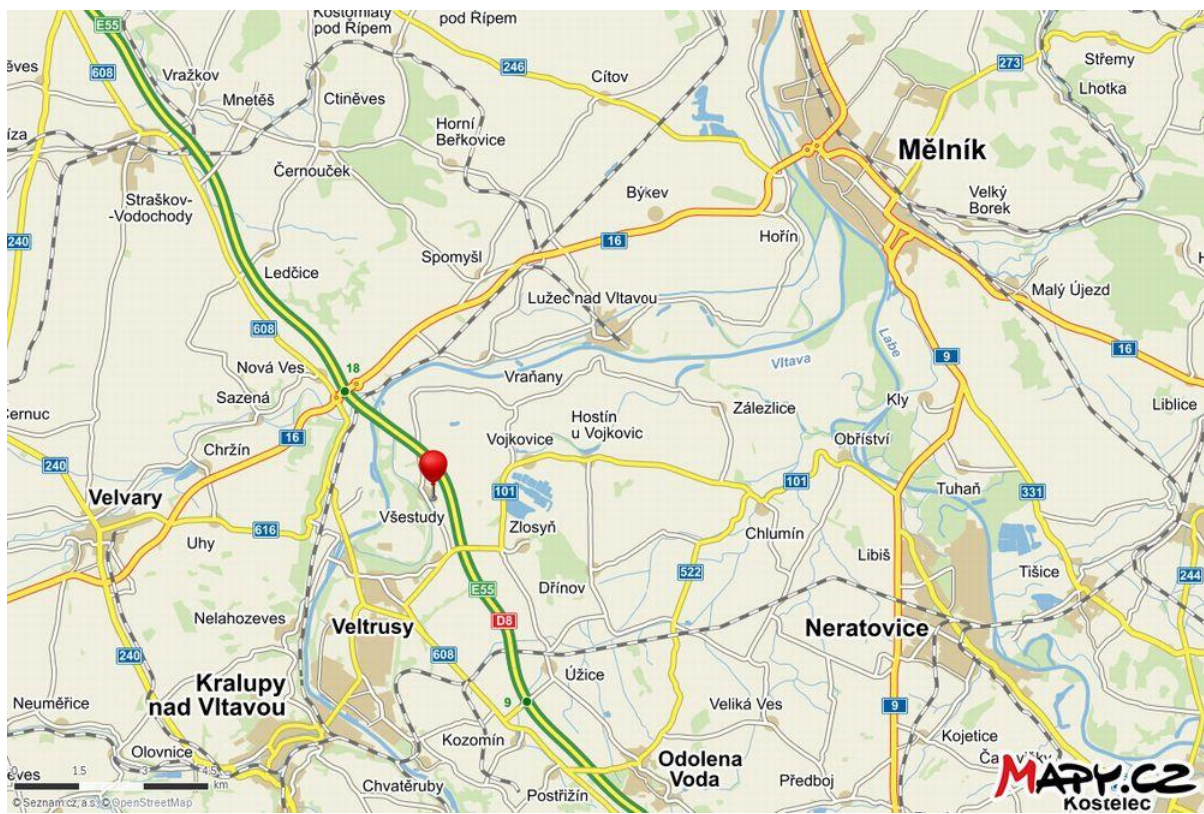 E55
Kostomlaty
pod Řípem
pod Řípem
608
246
Cítov
273
Střemy
Lhotka
Vražkov
Mnetěš
Ctiněves
Horní
Beřkovice
Mělník
Černouček
Straškov-
-Vodochody
Býkev
Velký
Borek
240
16
Hořín
Spomyšl
Ledčice
Malý Újezd
Lužec nad Vltavou
608
Labe
9
16
Vltava
18
Nová Ves
Vraňany
Sazená
Kly
Liblice
Zálezlice
Hostín
u Vojkovic
16
Chržín
Vojkovice
Obříství
240
101
101
Tuhaň
Velvary
331
Všestudy
616
Uhy
Zlosyň
Chlumín
Libiš
522
Tišice
244
Dřínov
E55
Nelahozeves
D8
Veltrusy
Neratovice
240
608
Úžice
Kralupy
nad Vltavou
9
Neuměřice
Veliká Ves
9
Kozomín
Kojetice
Olovnice
Odolena
Voda
Předboj
1.5
3
4.5
km
Chvatěruby
Postřižín
Mapy.cz
Kostelec
© Seznam.cz, a.s., © OpenStreetMap